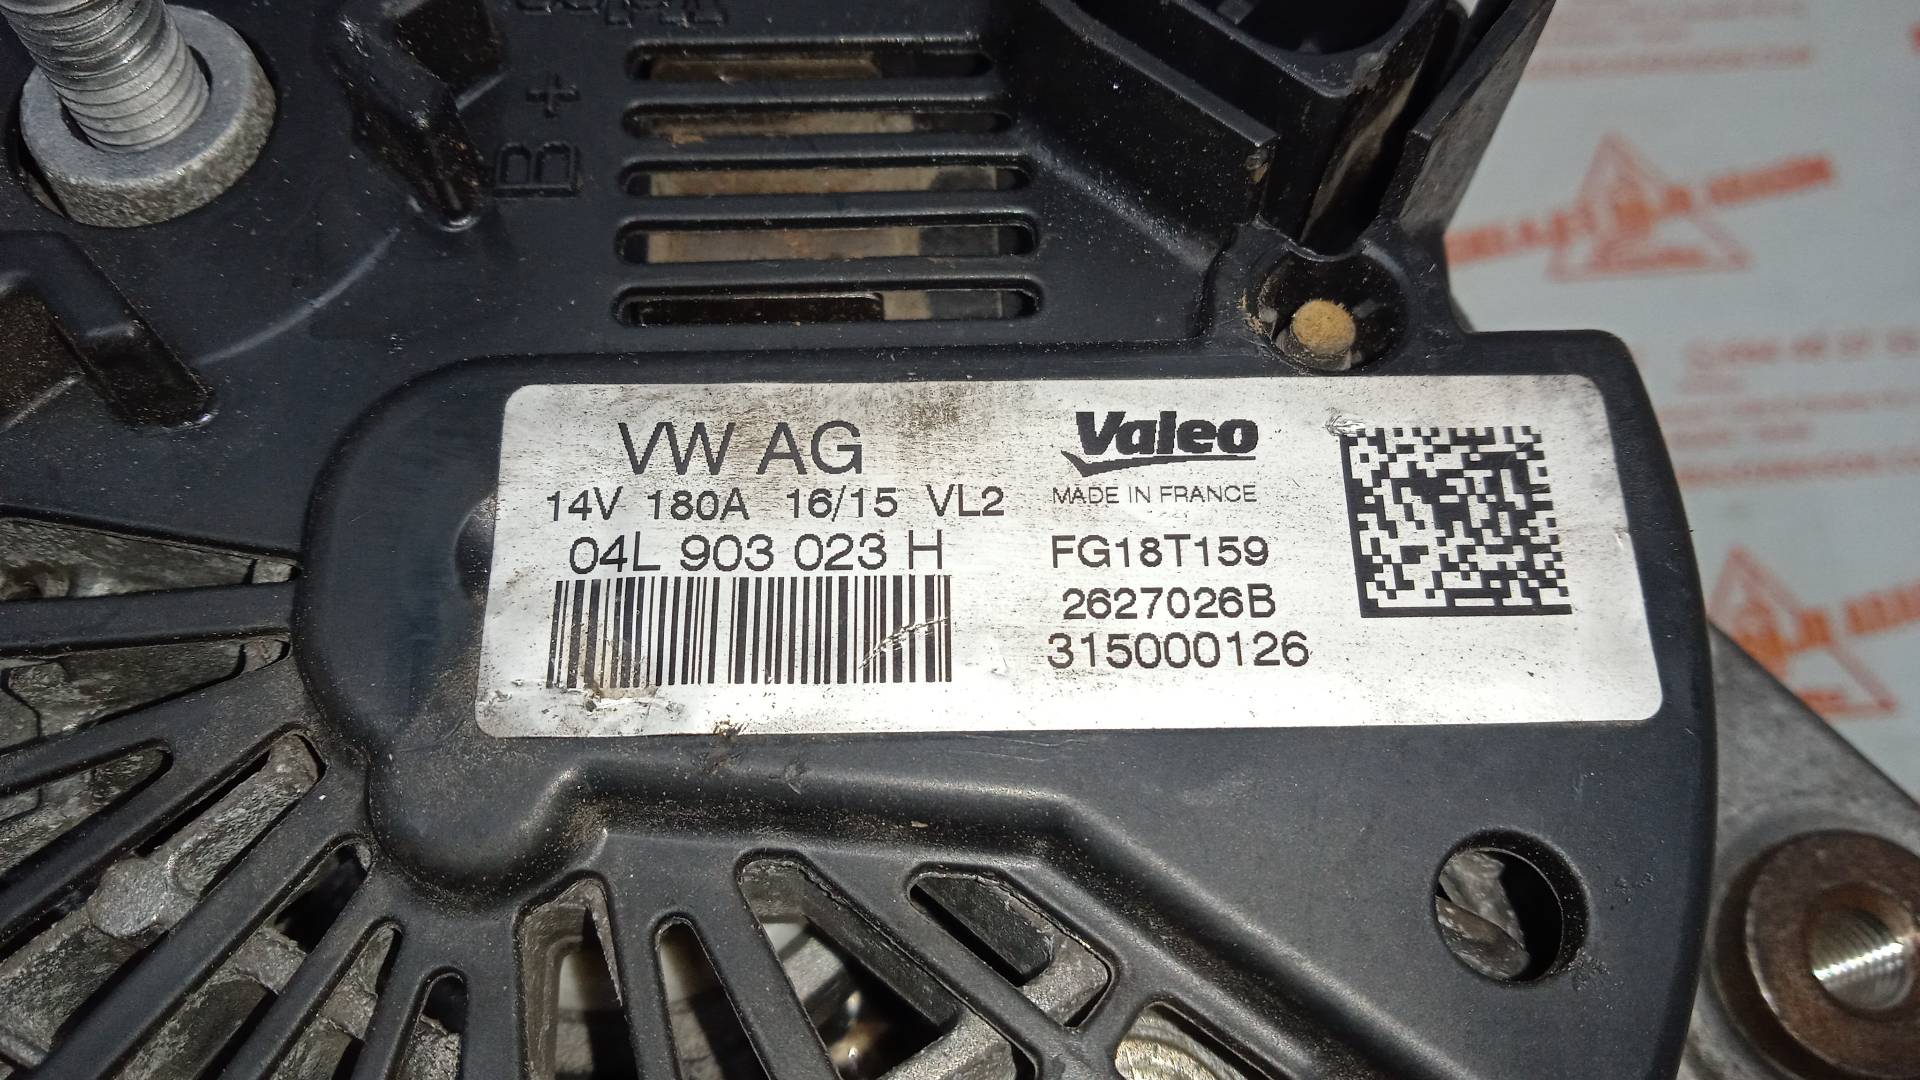 B+
VW AG
14V 180A 16/15 VL2
04L 903 023 H
Valeo
MADE IN FRANCE
FG18T159
2627026B
315000126